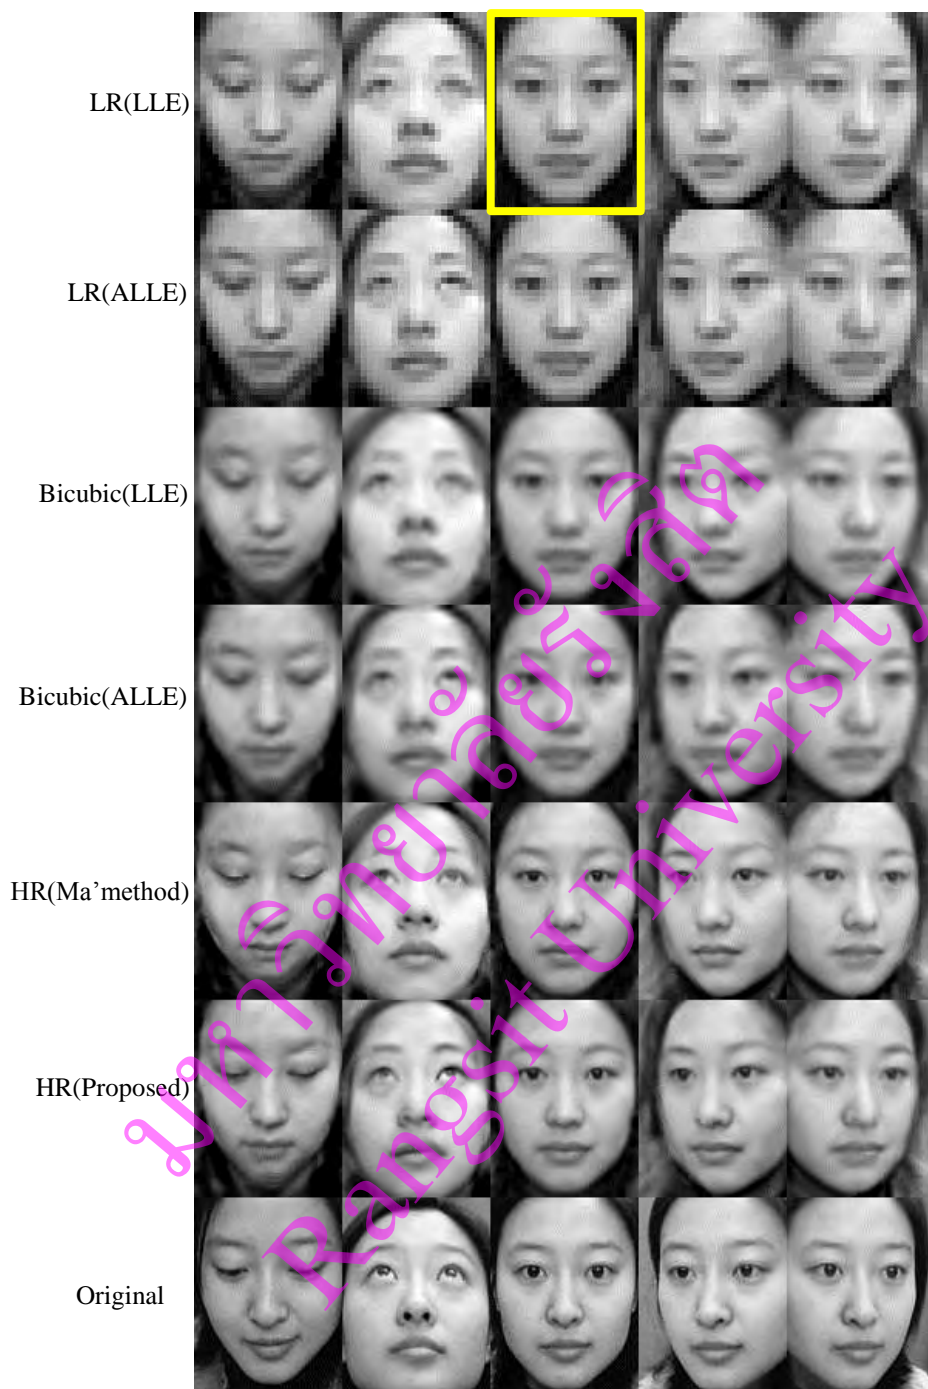 LR(LLE)
LR(ALLE)
Bicubic(LLE)
Bicubic(ALLE)
HR(Ma’method)
HR(Proposed)
Original
มหาวิทยาลัยรังสิต
Rangsit University